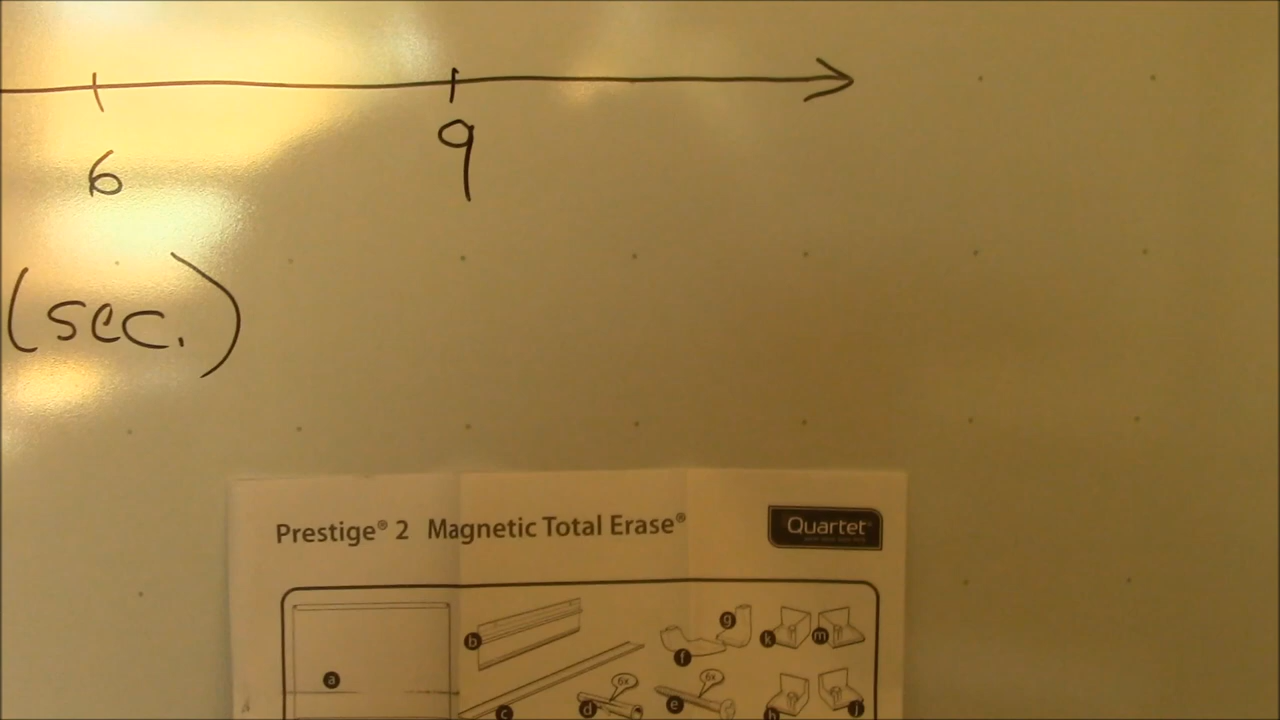 6 9
(sec.)
Prestige® 2 Magnetic Total Erase®
Quartet®
g
b
k
m
f
a
6x
6x
d
e
h
j
c